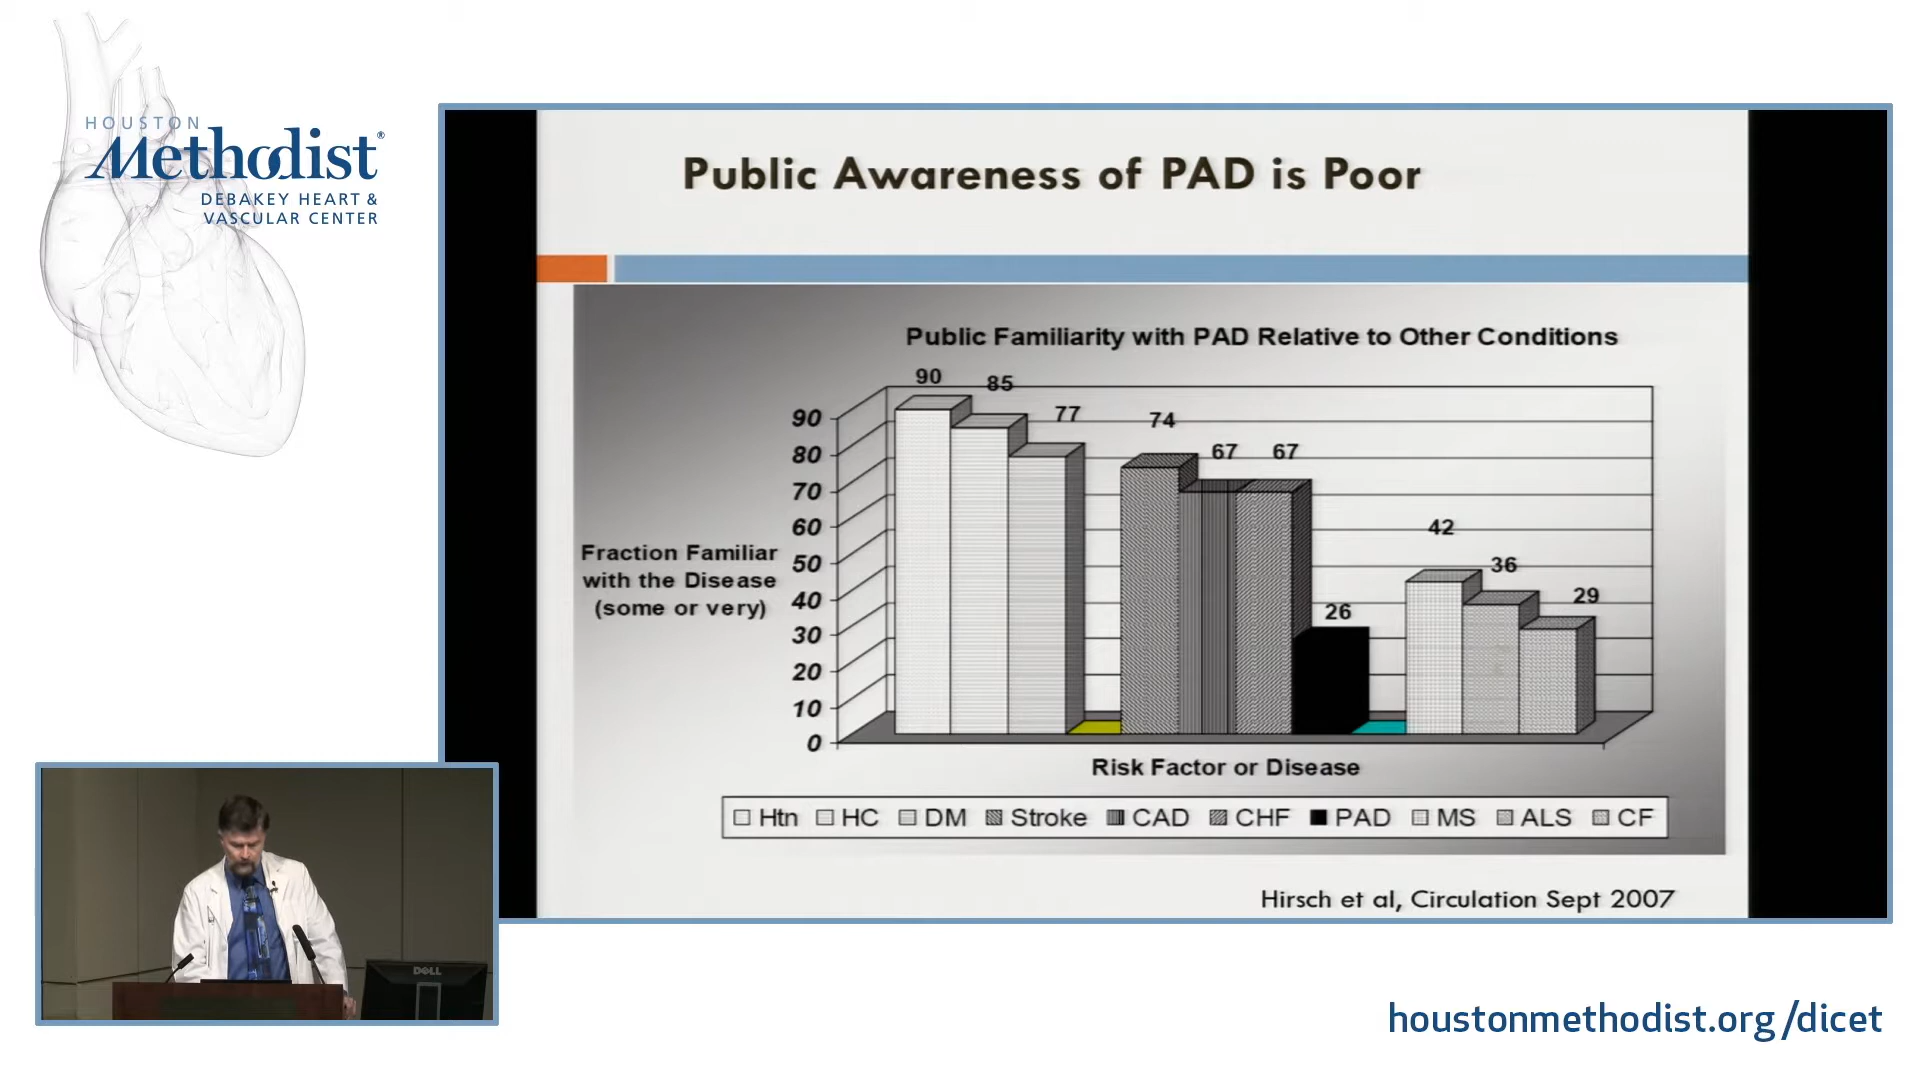 HOUSTON
Methodist®
DEBAKEY HEART &
VASCULAR CENTER
Public Awareness of PAD is Poor
Public Familiarity with PAD Relative to Other Conditions
90
85
77
74
67
67
26
42
36
29
90
80
70
60
50
40
30
20
10
0
Fraction Familiar
with the Disease
(some or very)
Risk Factor or Disease
Htn HC DM Stroke CAD CHF PAD MS ALS CF
Hirsch et al, Circulation Sept 2007
DELL
houstonmethodist.org/dicet